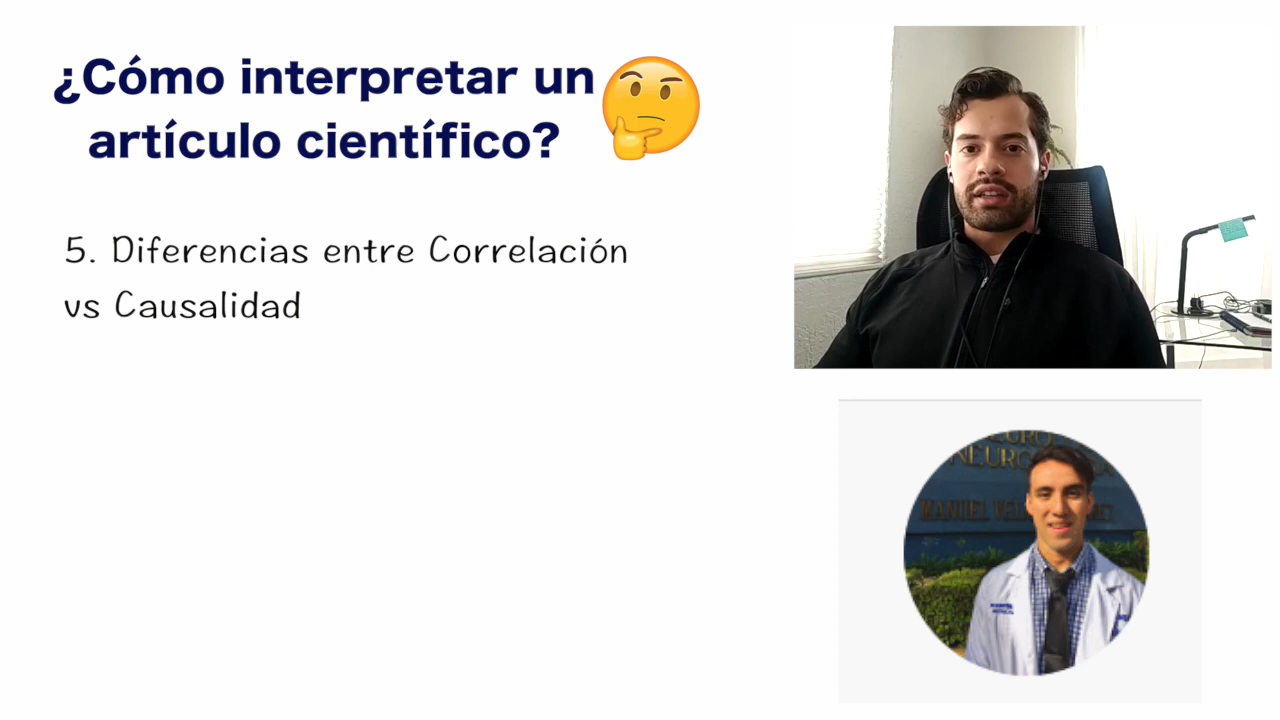 ¿Cómo interpretar un
artículo científico?
5. Diferencias entre Correlación
vs Causalidad